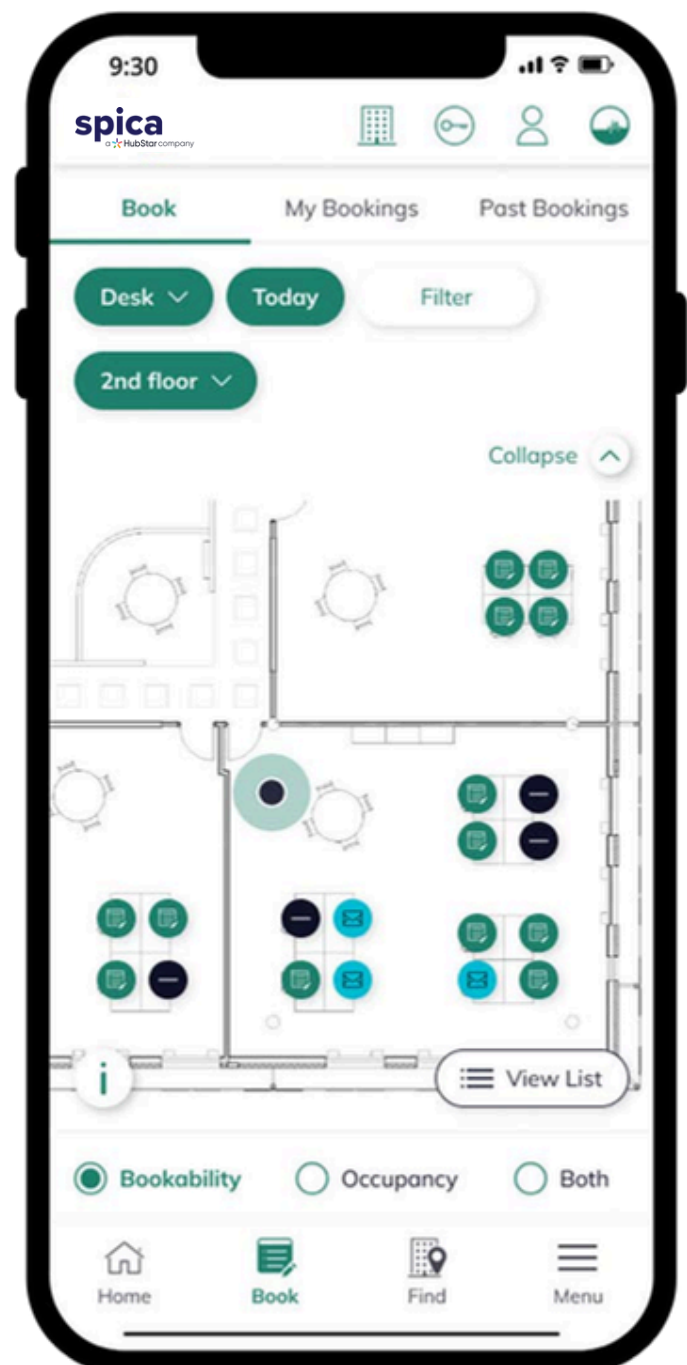 9:30
spica
a HubStar company
Book My Bookings Past Bookings
Desk Today Filter
2nd floor
Collapse
i
View List
Bookability Occupancy Both
Home Book Find Menu